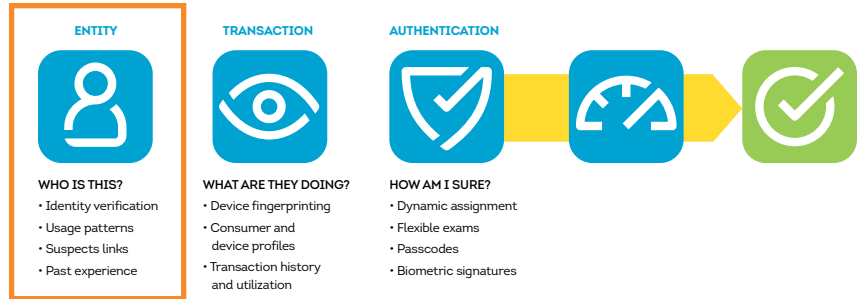 ENTITY
TRANSACTION
AUTHENTICATION
WHO IS THIS?
• Identity verification
• Usage patterns
• Suspects links
• Past experience
WHAT ARE THEY DOING?
• Device fingerprinting
• Consumer and
device profiles
• Transaction history
and utilization
HOW AM I SURE?
• Dynamic assignment
• Flexible exams
• Passcodes
• Biometric signatures